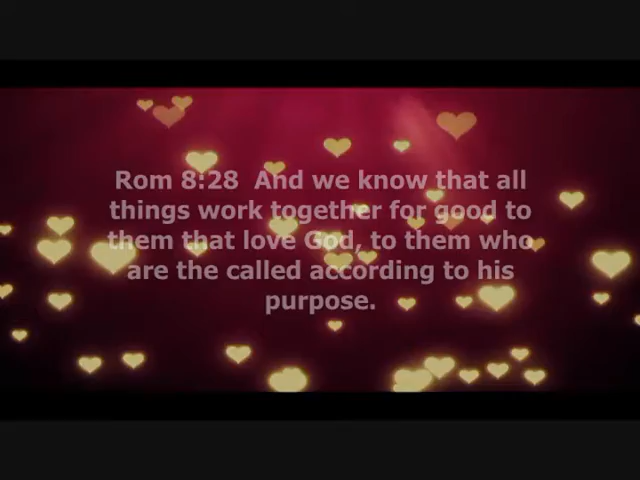 Rom 8:28  And we know that all
things work together for good to
them that love God, to them who
are the called according to his
purpose.